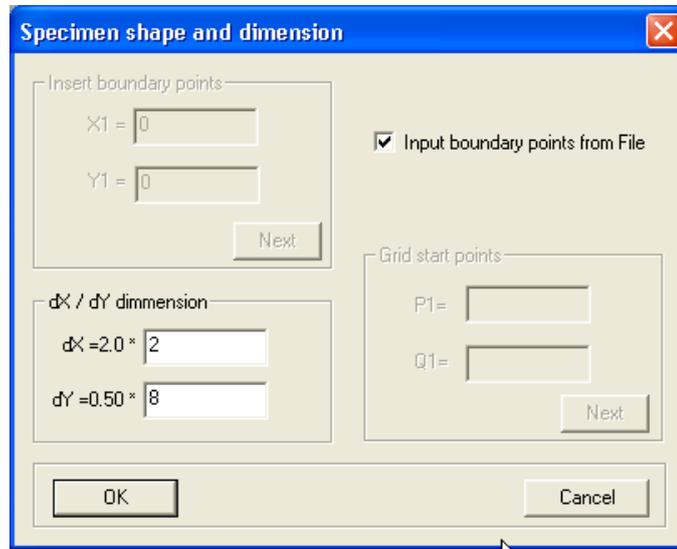 Specimen shape and dimension
Insert boundary points
X1 = 0
Y1 = 0
Next
Input boundary points from File
dX / dY dimmension
dX =2.0 * 2
dY =0.50 * 8
Grid start points
P1=
Q1=
Next
OK
Cancel